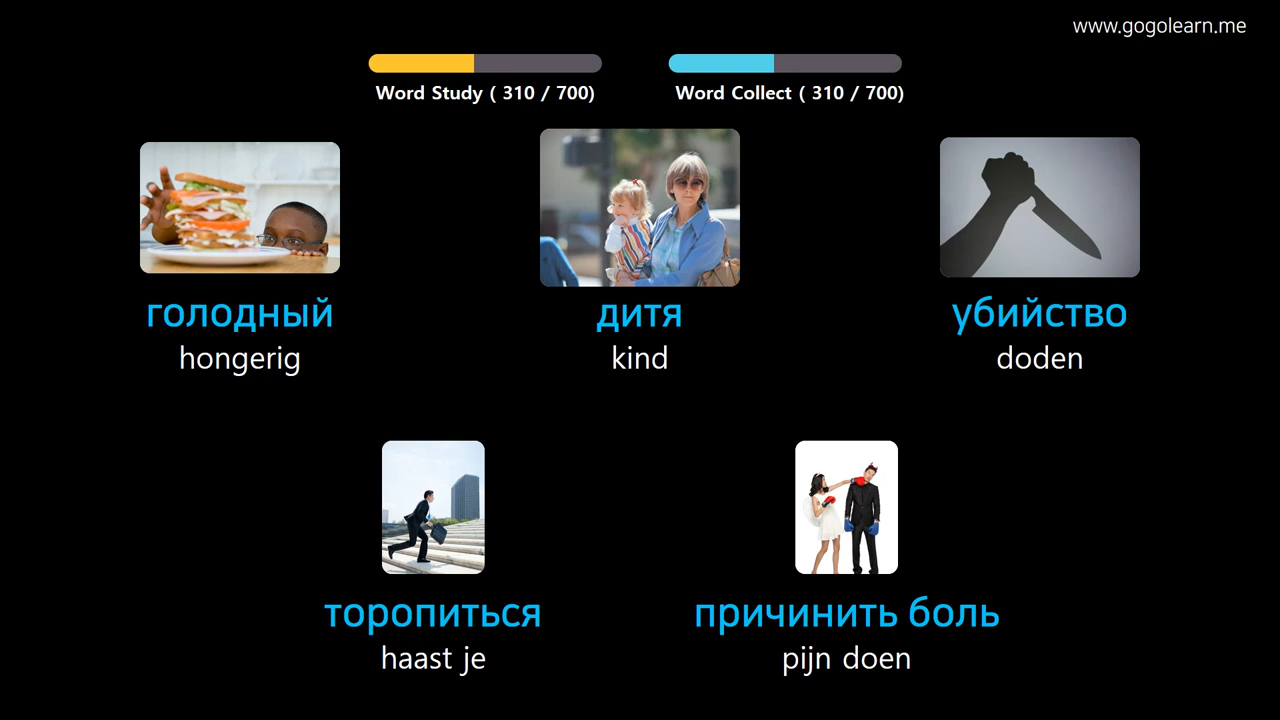 www.gogolearn.me
Word Study ( 310 / 700)
Word Collect ( 310 / 700)
голодный
hongerig
дитя
kind
убийство
doden
торопиться
haast je
причинить боль
pijn doen